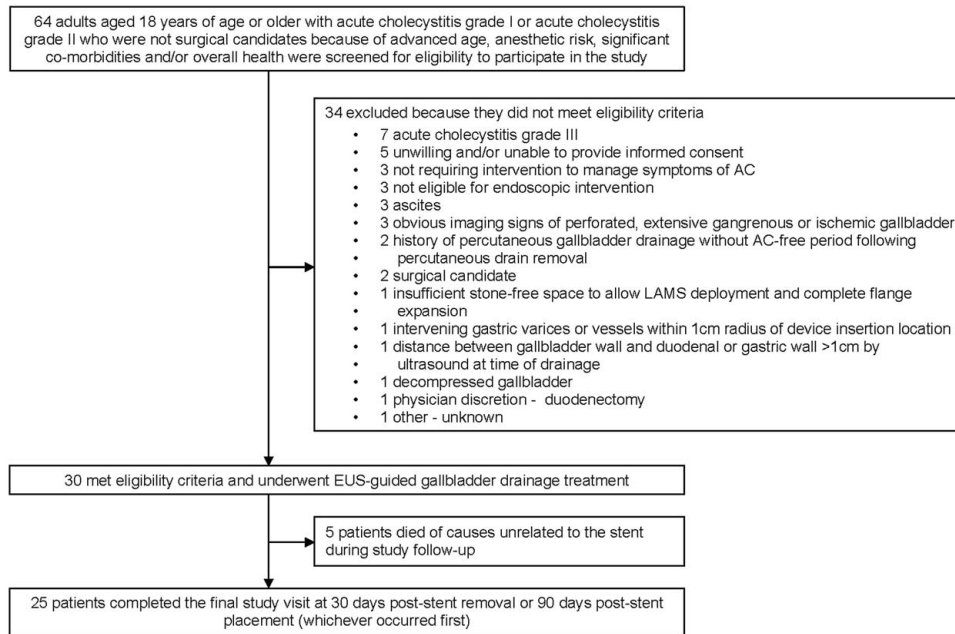 64 adults aged 18 years of age or older with acute cholecystitis grade I or acute cholecystitis
grade II who were not surgical candidates because of advanced age, anesthetic risk, significant
co-morbidities and/or overall health were screened for eligibility to participate in the study
34 excluded because they did not meet eligibility criteria
• 7 acute cholecystitis grade III
• 5 unwilling and/or unable to provide informed consent
• 3 not requiring intervention to manage symptoms of AC
• 3 not eligible for endoscopic intervention
• 3 ascites
• 3 obvious imaging signs of perforated, extensive gangrenous or ischemic gallbladder
• 2 history of percutaneous gallbladder drainage without AC-free period following
• percutaneous drain removal
• 2 surgical candidate
• 1 insufficient stone-free space to allow LAMS deployment and complete flange
expansion
• 1 intervening gastric varices or vessels within 1cm radius of device insertion location
• 1 distance between gallbladder wall and duodenal or gastric wall >1cm by
ultrasound at time of drainage
• 1 decompressed gallbladder
• 1 physician discretion - duodenectomy
• 1 other - unknown
30 met eligibility criteria and underwent EUS-guided gallbladder drainage treatment
5 patients died of causes unrelated to the stent
during study follow-up
25 patients completed the final study visit at 30 days post-stent removal or 90 days post-stent
placement (whichever occurred first)